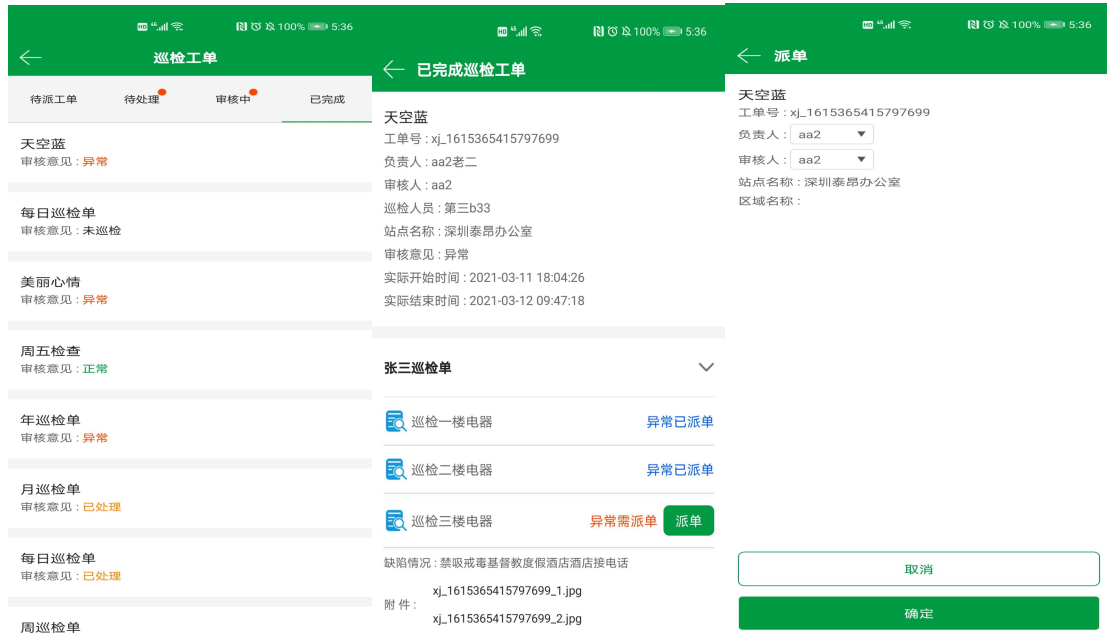 HD 46 100% 5:36
巡检工单
待派工单 待处理 审核中 已完成
天空蓝
审核意见 : 异常
每日巡检单
审核意见 : 未巡检
美丽心情
审核意见 : 异常
周五检查
审核意见 : 正常
年巡检单
审核意见 : 异常
月巡检单
审核意见 : 已处理
每日巡检单
审核意见 : 已处理
周巡检单
HD 46 100% 5:36
已完成巡检工单
天空蓝
工单号 : xj_1615365415797699
负责人 : aa2老二
审核人 : aa2
巡检人员 : 第三b33
站点名称 : 深圳泰昂办公室
审核意见 : 异常
实际开始时间 : 2021-03-11 18:04:26
实际结束时间 : 2021-03-12 09:47:18
张三巡检单
巡检一楼电器 异常已派单
巡检二楼电器 异常已派单
巡检三楼电器 异常需派单 派单
缺陷情况 : 禁吸戒毒基督教度假酒店酒店接电话
附 件 :
xj_1615365415797699_1.jpg
xj_1615365415797699_2.jpg
HD 46 100% 5:36
派单
天空蓝
工单号 : xj_1615365415797699
负责人 : aa2
审核人 : aa2
站点名称 : 深圳泰昂办公室
区域名称 :
取消
确定